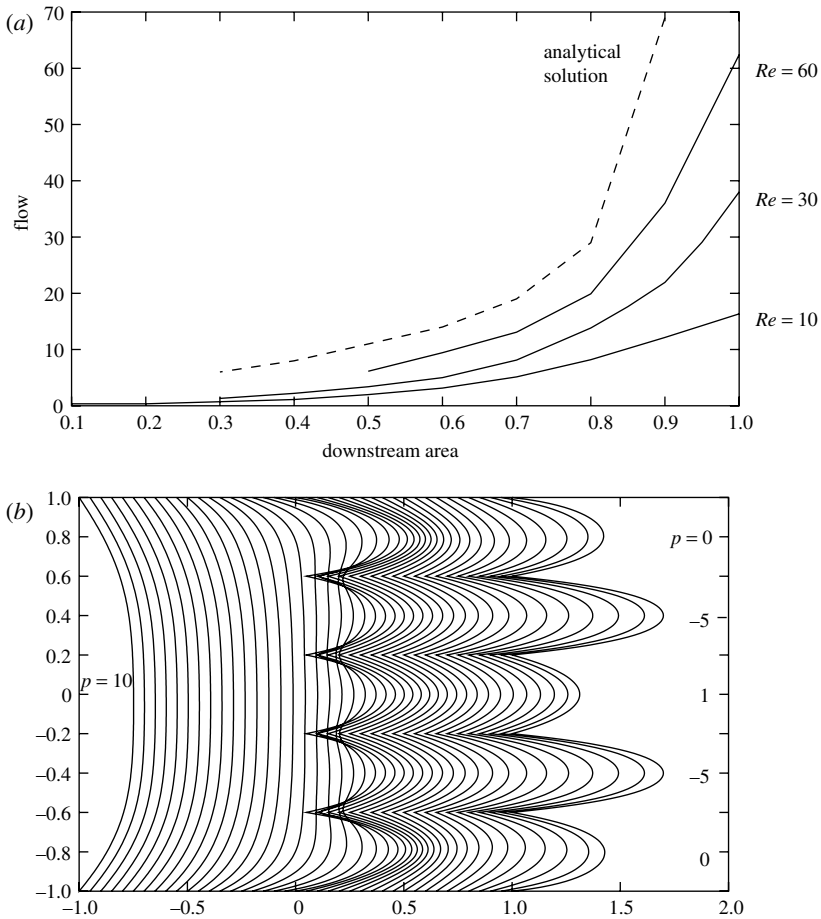 (a)
70
60
50
40
30
20
10
0
flow
analytical
solution
Re = 60
Re = 30
Re = 10
0.1 0.2 0.3 0.4 0.5 0.6 0.7 0.8 0.9 1.0
downstream area
(b)
1.0
0.8
0.6
0.4
0.2
0
–0.2
–0.4
–0.6
–0.8
–1.0
p = 10
p = 0
–5
1
–5
0
–1.0 –0.5 0 0.5 1.0 1.5 2.0